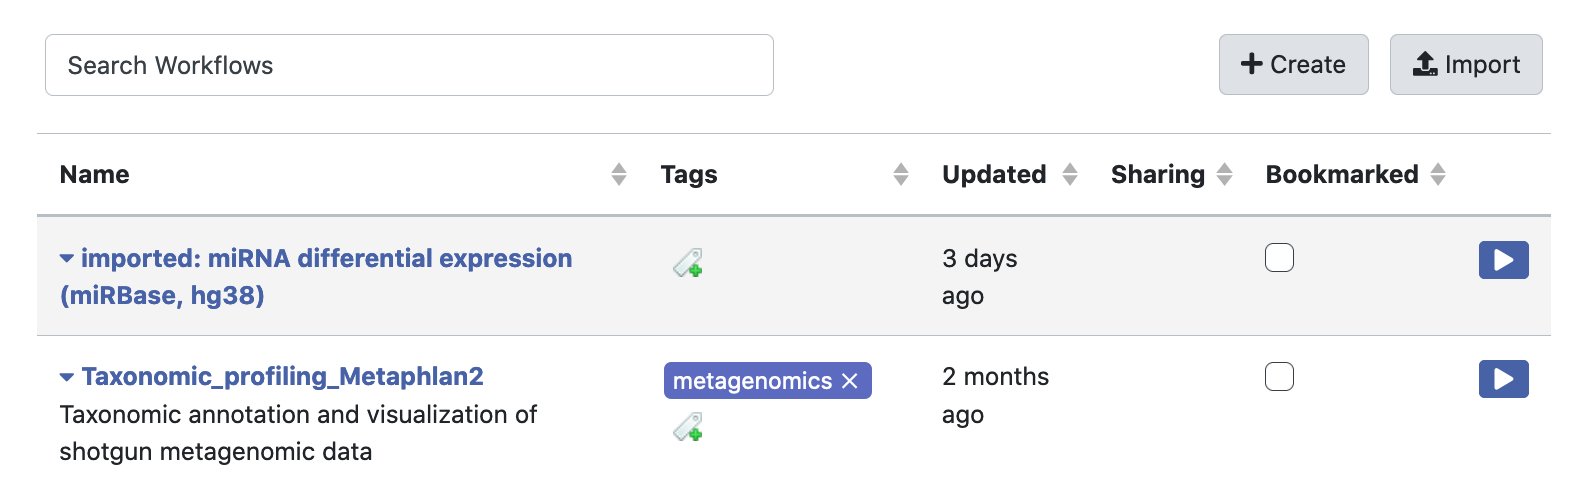 Search Workflows
Create
Import
Name
Tags
Updated
Sharing
Bookmarked
imported: miRNA differential expression
(miRBase, hg38)
3 days
ago
Taxonomic_profiling_Metaphlan2
Taxonomic annotation and visualization of
shotgun metagenomic data
metagenomics
2 months
ago